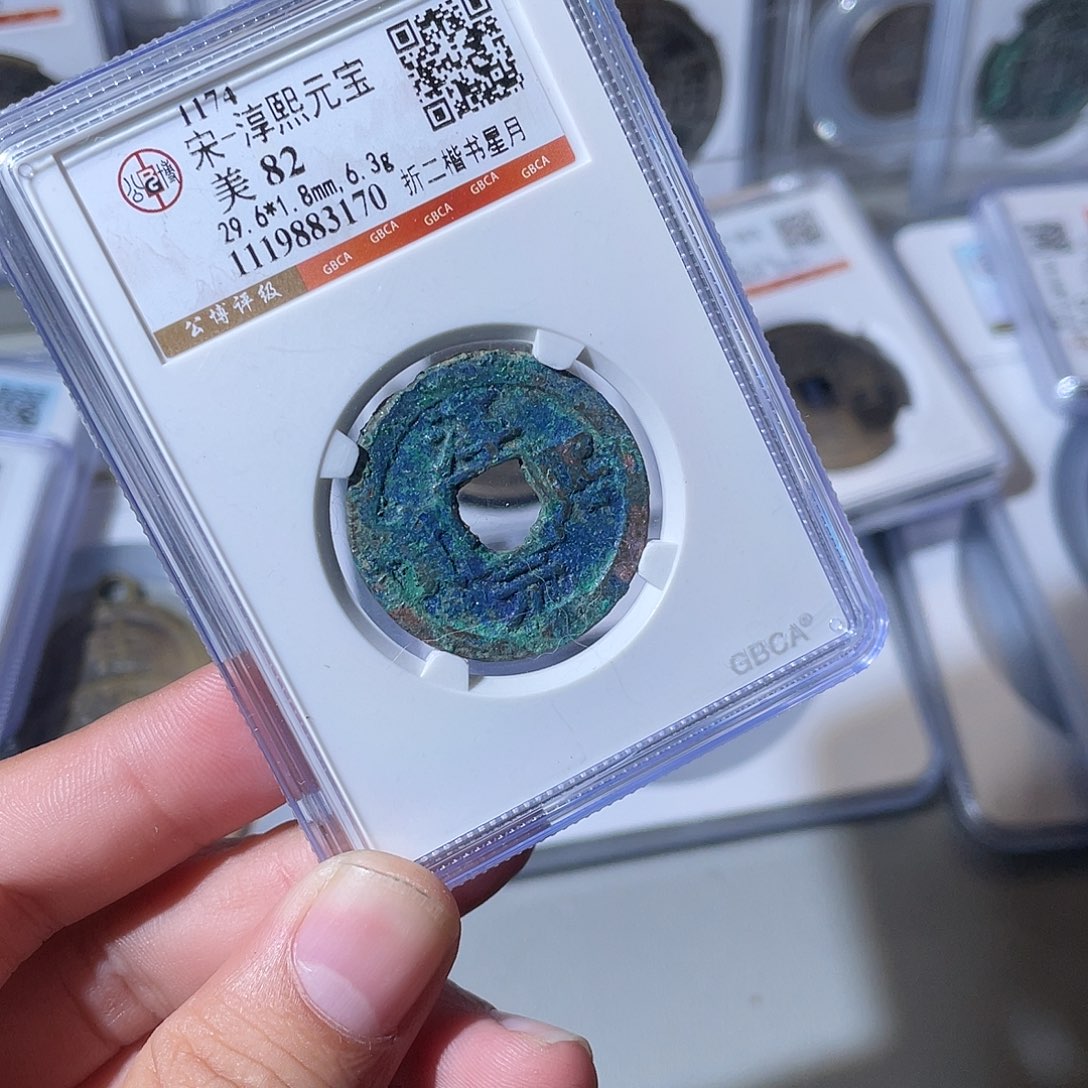 1174
宋-淳熙元宝
美 82
29.6*1.8mm,6.3g 折二楷书星月
1119883170
公博评级 GBCA GBCA GBCA GBCA GBCA
GBCA®